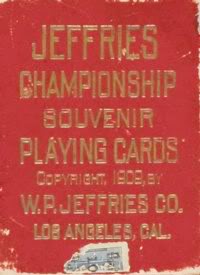 JEFFRIES
CHAMPIONSHIP
SOUVENIR
PLAYING CARDS
COPYRIGHT, 1909, BY
W.P. JEFFRIES CO.
LOS ANGELES, CAL.